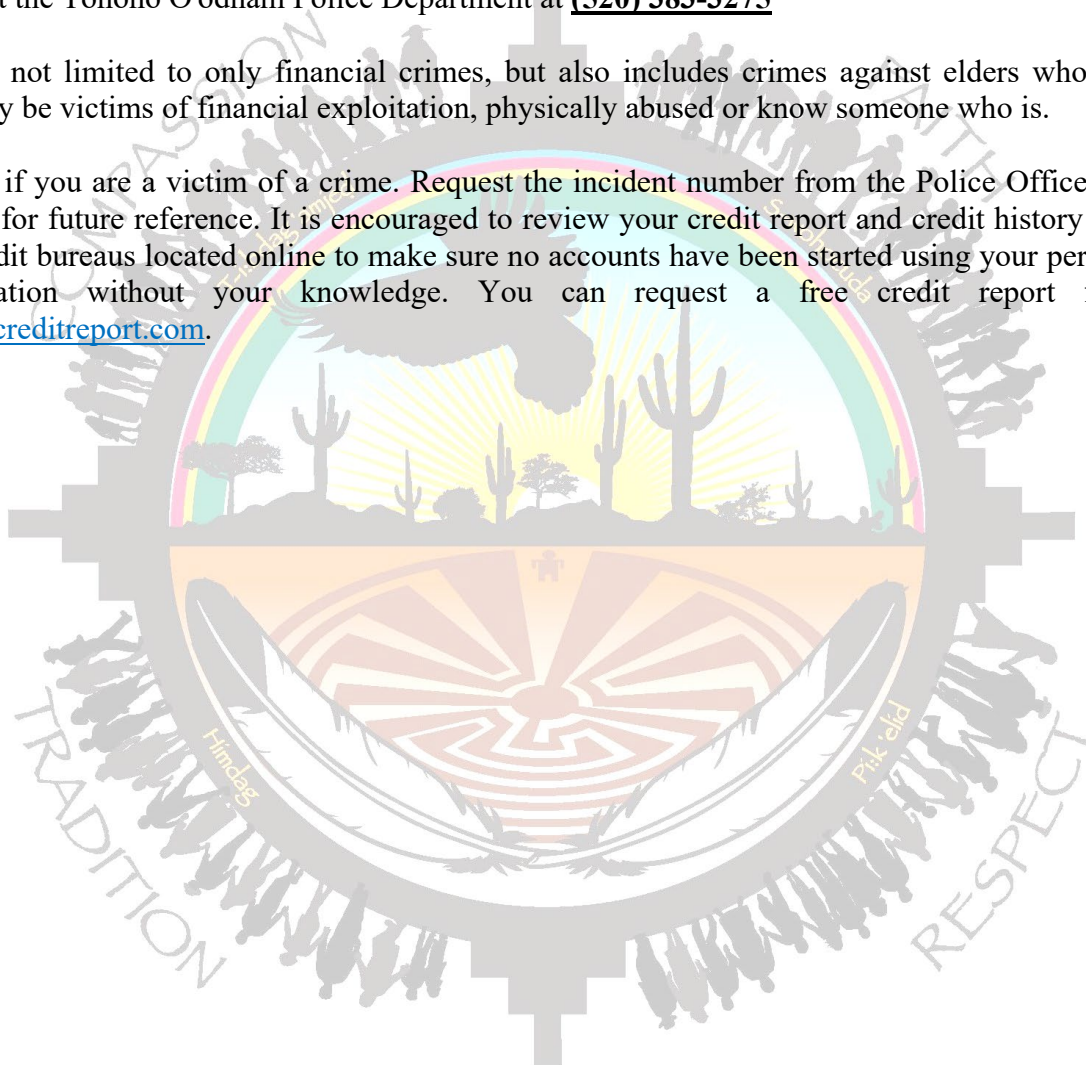 the Tohono O'odham Police Department at (520) 383-3275
not limited to only financial crimes, but also includes crimes against elders who
y be victims of financial exploitation, physically abused or know someone who is.
if you are a victim of a crime. Request the incident number from the Police Office
for future reference. It is encouraged to review your credit report and credit history
dit bureaus located online to make sure no accounts have been started using your per
ation without your knowledge. You can request a free credit report
creditreport.com.
COMPASSION
FAITH
TRADITION
RESPECT
Himdag
Pi:k 'elid